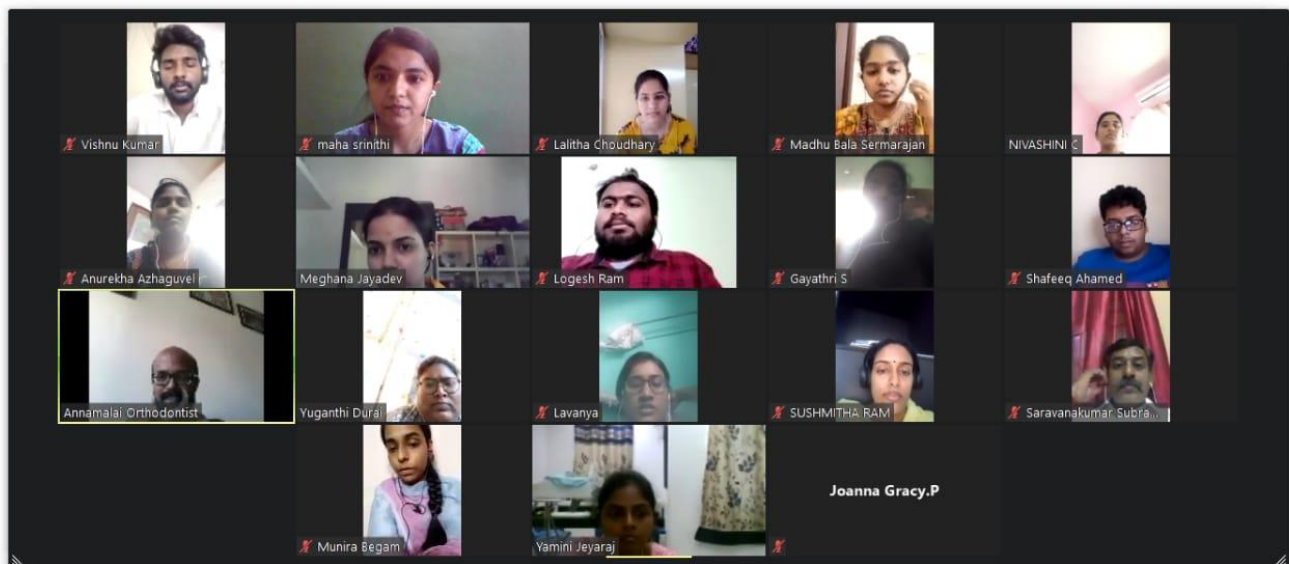 Vishnu Kumar
maha srinithi
Lalitha Choudhary
Madhu Bala Sermarajan
NIVASHINI C
Anurekha Azhaguvel
Meghana Jayadev
Logesh Ram
Gayathri S
Shafeeq Ahamed
Annamalai Orthodontist
Yuganthi Durai
Lavanya
SUSHMITHA RAM
Saravanakumar Subra...
Munira Begam
Yamini Jeyaraj
Joanna Gracy.P